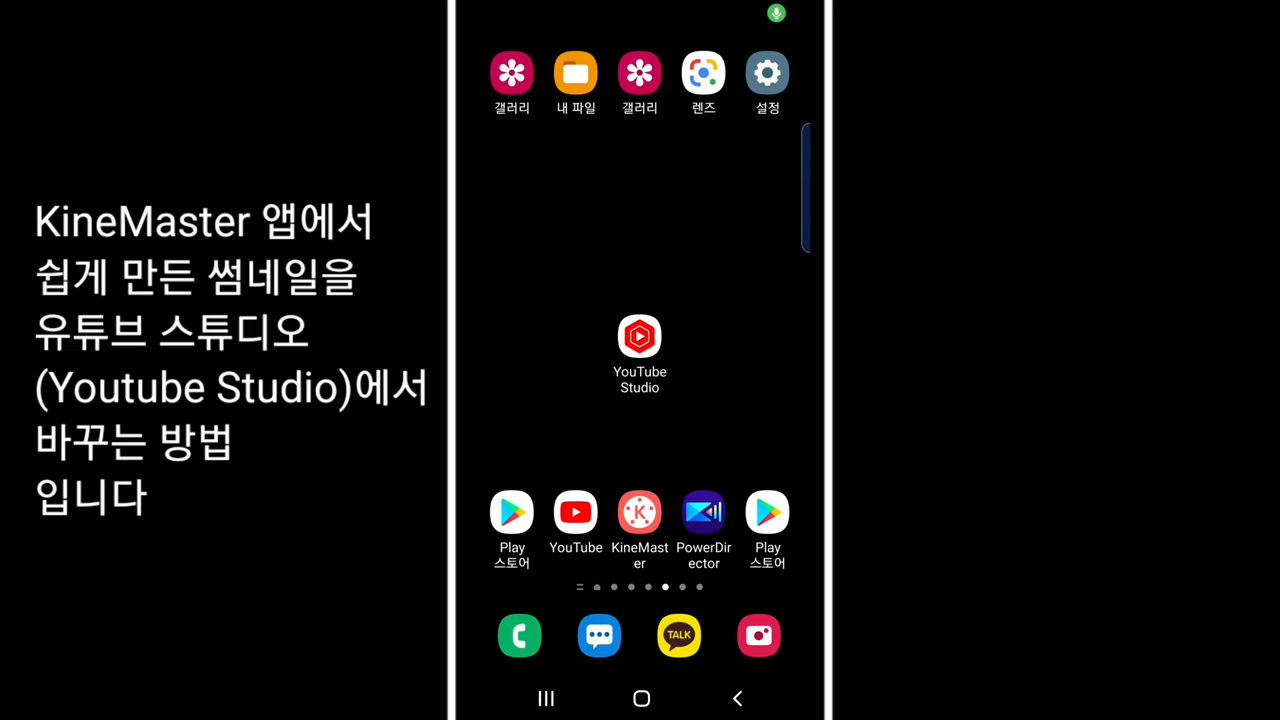 KineMaster 앱에서
쉽게 만든 썸네일을
유튜브 스튜디오
(Youtube Studio)에서
바꾸는 방법
입니다
갤러리 내 파일 갤러리 렌즈 설정
YouTube
Studio
Play YouTube KineMast PowerDir Play
스토어 er ector 스토어
TALK